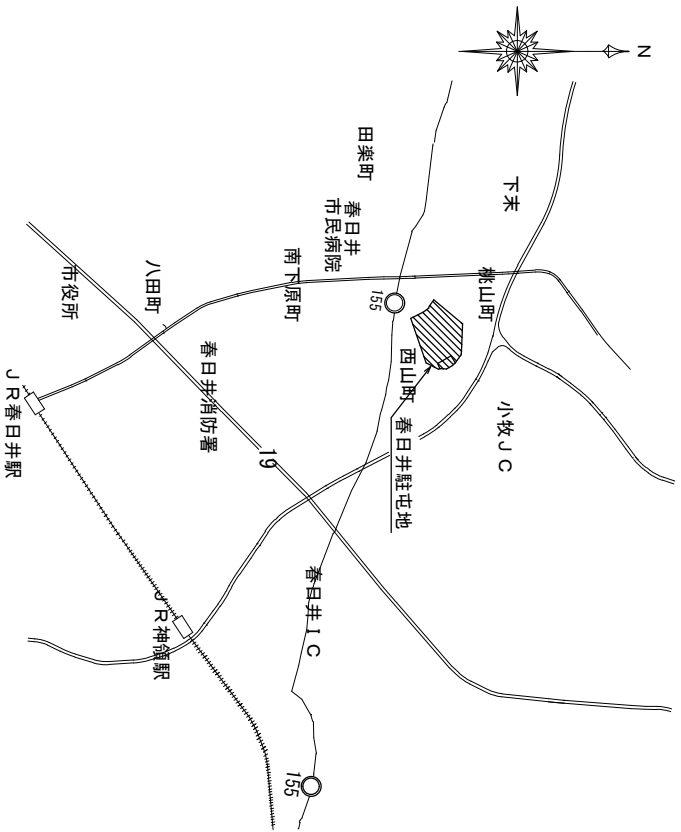 N
下末
田楽町
春日井
市民病院
桃山町
155
南下原町
八田町
市役所
西山町
春日井駐屯地
小牧ＪＣ
春日井消防署
19
ＪＲ春日井駅
春日井ＩＣ
ＪＲ神領駅
155